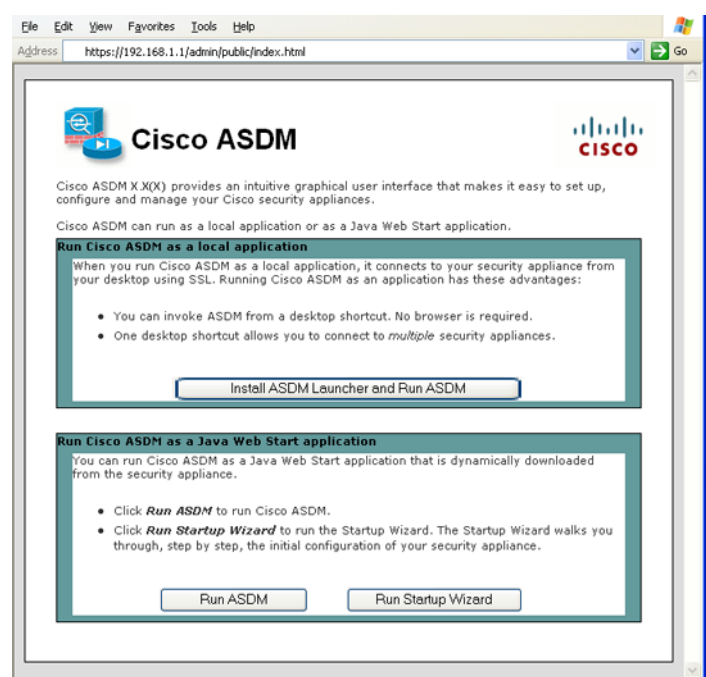 File Edit View Favorites Tools Help
Address https://192.168.1.1/admin/public/index.html Go
Cisco ASDM
CISCO
Cisco ASDM X.X(X) provides an intuitive graphical user interface that makes it easy to set up,
configure and manage your Cisco security appliances.
Cisco ASDM can run as a local application or as a Java Web Start application.
Run Cisco ASDM as a local application
When you run Cisco ASDM as a local application, it connects to your security appliance from
your desktop using SSL. Running Cisco ASDM as an application has these advantages:
• You can invoke ASDM from a desktop shortcut. No browser is required.
• One desktop shortcut allows you to connect to multiple security appliances.
Install ASDM Launcher and Run ASDM
Run Cisco ASDM as a Java Web Start application
You can run Cisco ASDM as a Java Web Start application that is dynamically downloaded
from the security appliance.
• Click Run ASDM to run Cisco ASDM.
• Click Run Startup Wizard to run the Startup Wizard. The Startup Wizard walks you
through, step by step, the initial configuration of your security appliance.
Run ASDM Run Startup Wizard